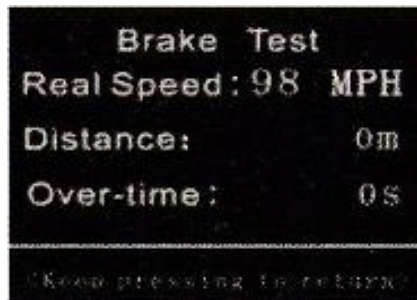 Brake Test
Real Speed: 98 MPH
Distance: 0m
Over-time: 0s
(Keep pressing to return)